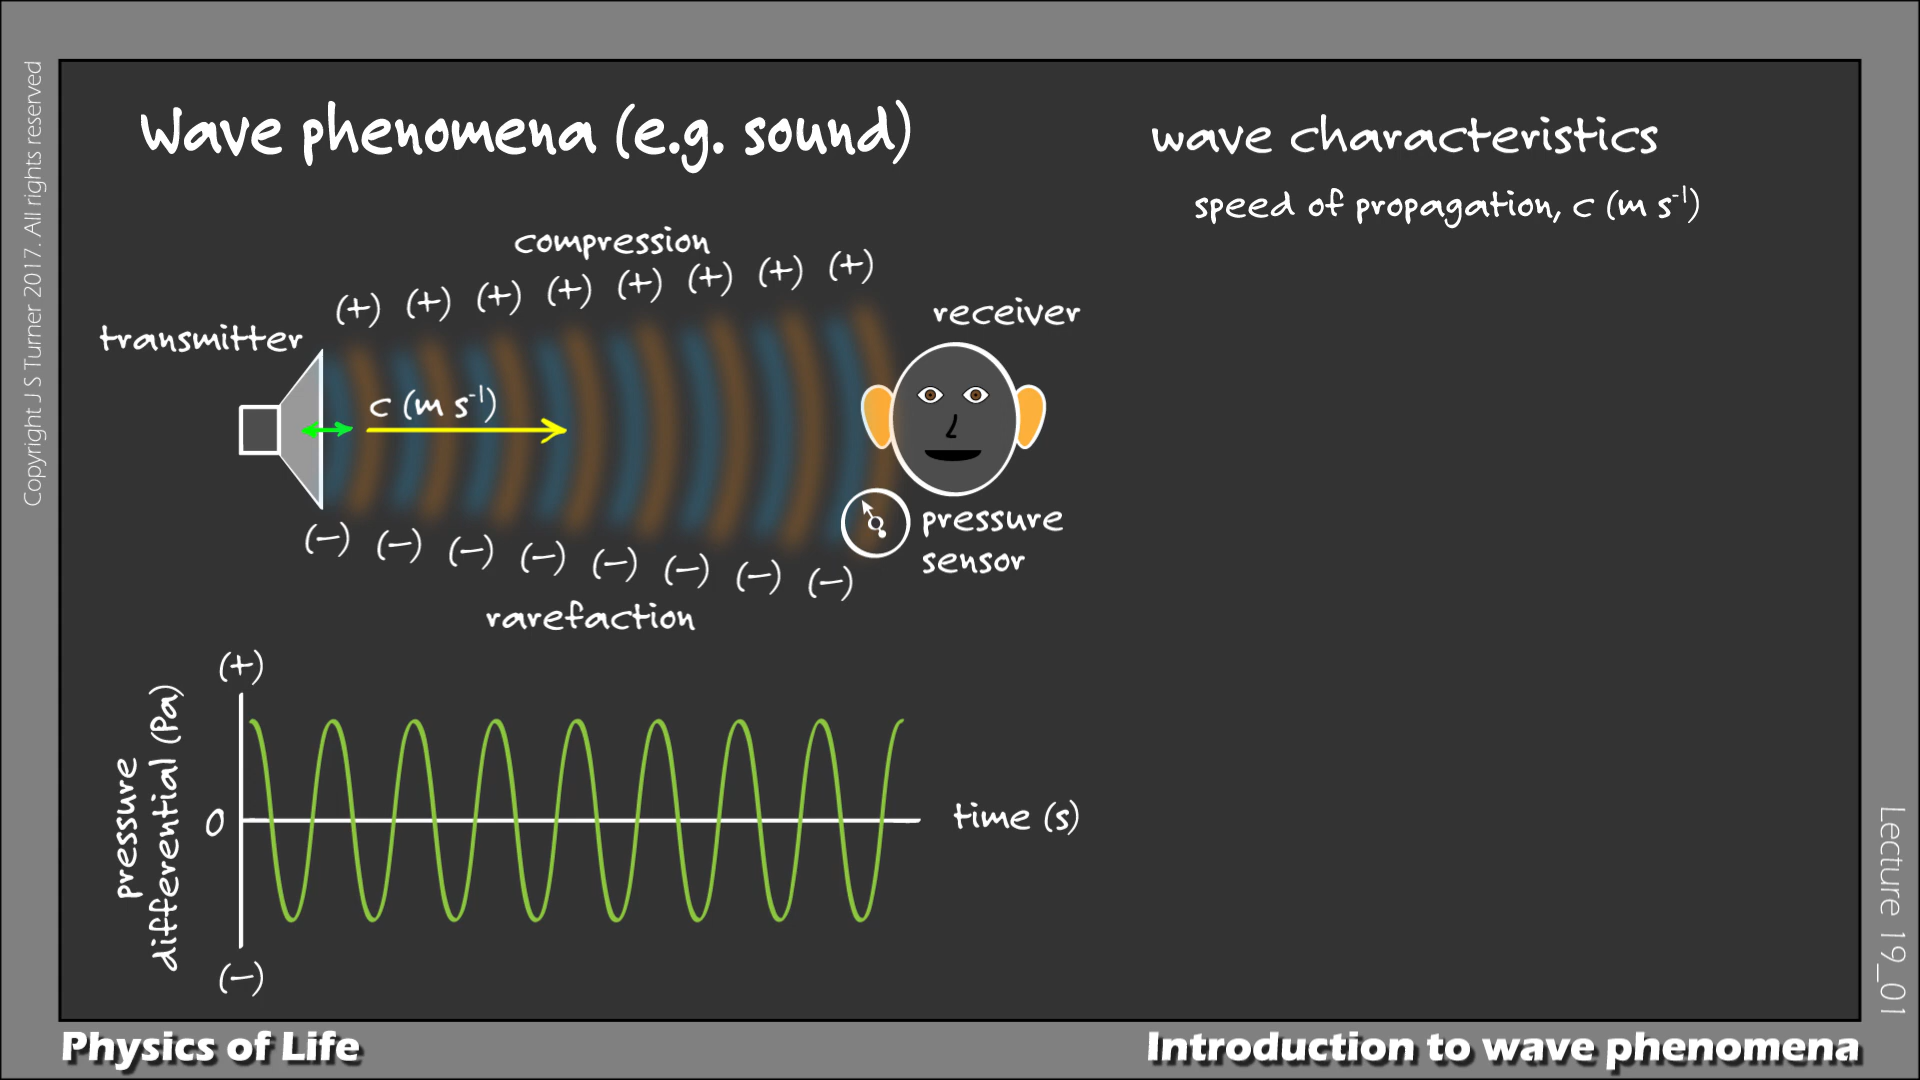 Copyright J S Turner 2017. All rights reserved
Wave phenomena (e.g. sound)
wave characteristics
speed of propagation, c (m s⁻¹)
compression
(+) (+) (+) (+) (+) (+) (+) (+)
transmitter
receiver
c (m s⁻¹)
pressure
sensor
(−) (−) (−) (−) (−) (−) (−) (−)
rarefaction
(+)
pressure
differential (Pa)
0
time (s)
(−)
Lecture 19_01
Physics of Life
Introduction to wave phenomena